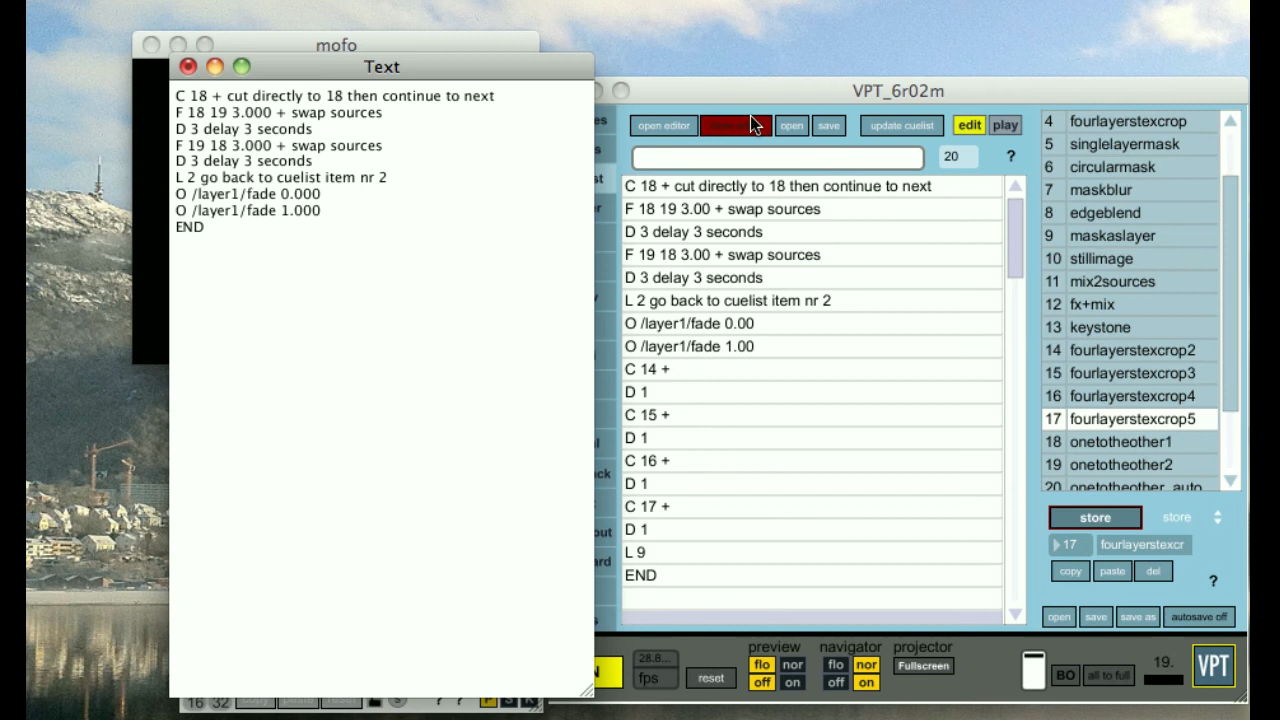 mofo
Text
C 18 + cut directly to 18 then continue to next
F 18 19 3.000 + swap sources
D 3 delay 3 seconds
F 19 18 3.000 + swap sources
D 3 delay 3 seconds
L 2 go back to cuelist item nr 2
O /layer1/fade 0.000
O /layer1/fade 1.000
END
VPT_6r02m
open editor
open
save
update cuelist
edit
play
20
?
C 18 + cut directly to 18 then continue to next
F 18 19 3.00 + swap sources
D 3 delay 3 seconds
F 19 18 3.00 + swap sources
D 3 delay 3 seconds
L 2 go back to cuelist item nr 2
O /layer1/fade 0.00
O /layer1/fade 1.00
C 14 +
D 1
C 15 +
D 1
C 16 +
D 1
C 17 +
D 1
L 9
END
4 fourlayerstexcrop
5 singlelayermask
6 circularmask
7 maskblur
8 edgeblend
9 maskaslayer
10 stillimage
11 mix2sources
12 fx+mix
13 keystone
14 fourlayerstexcrop2
15 fourlayerstexcrop3
16 fourlayerstexcrop4
17 fourlayerstexcrop5
18 onetotheother1
19 onetotheother2
20 onetotheother_auto
store store
17 fourlayerstexcr
copy paste del
?
open save save as autosave off
preview navigator projector
28.8...
fps
reset
flo nor
off on
flo nor
off on
Fullscreen
BO all to full
19.
VPT
16 32 copy paste reset
? ?